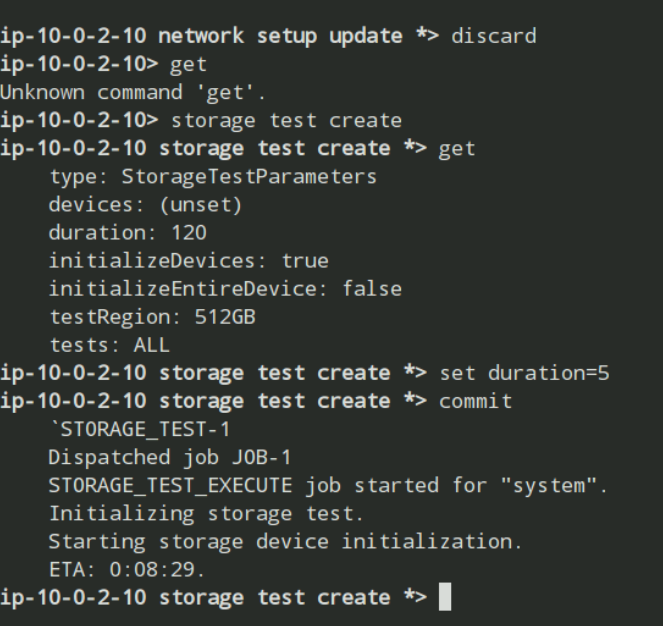 ip-10-0-2-10 network setup update *> discard
ip-10-0-2-10> get
Unknown command 'get'.
ip-10-0-2-10> storage test create
ip-10-0-2-10 storage test create *> get
    type: StorageTestParameters
    devices: (unset)
    duration: 120
    initializeDevices: true
    initializeEntireDevice: false
    testRegion: 512GB
    tests: ALL
ip-10-0-2-10 storage test create *> set duration=5
ip-10-0-2-10 storage test create *> commit
    `STORAGE_TEST-1
    Dispatched job JOB-1
    STORAGE_TEST_EXECUTE job started for "system".
    Initializing storage test.
    Starting storage device initialization.
    ETA: 0:08:29.
ip-10-0-2-10 storage test create *>